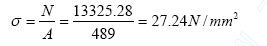 σ = N/A = 13325.28/489 = 27.24N/mm²